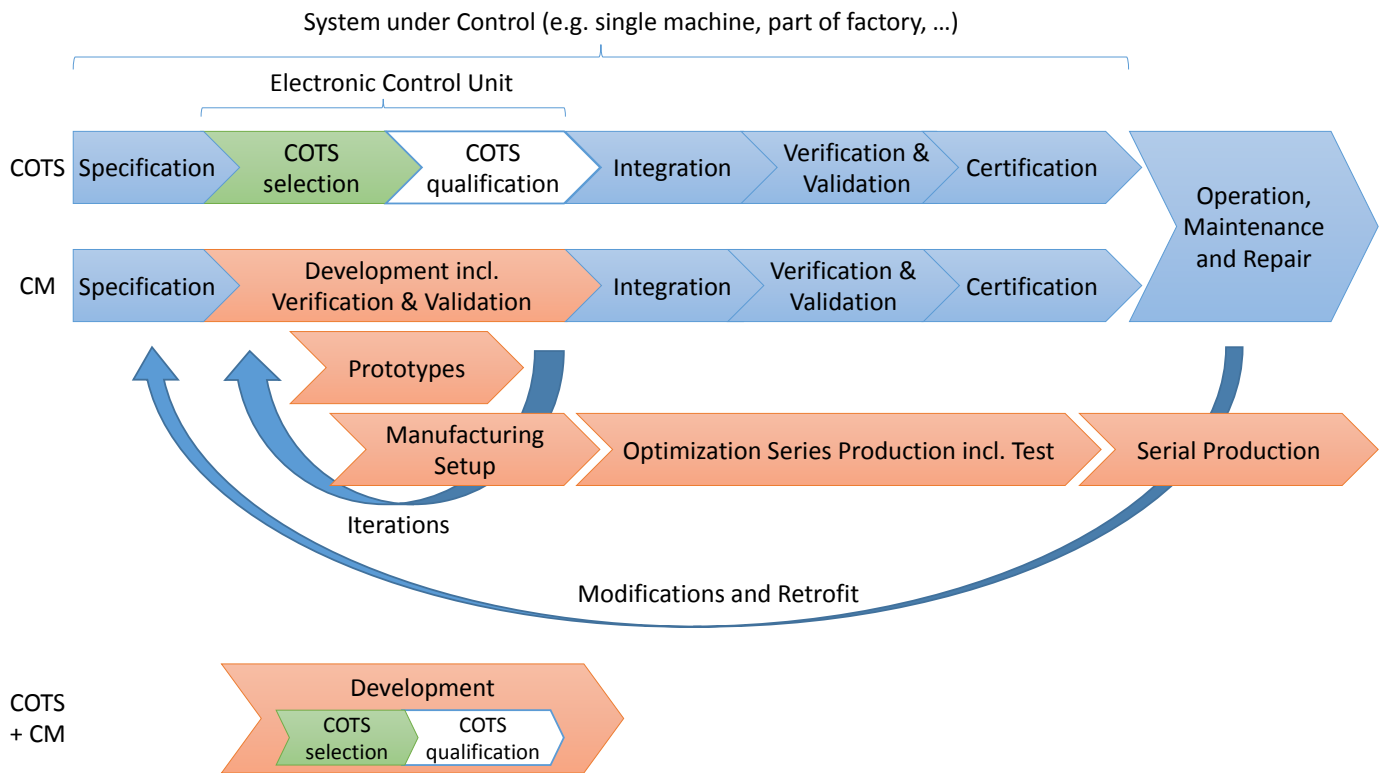 System under Control (e.g. single machine, part of factory, …)
Electronic Control Unit
COTS
Specification
COTS
selection
COTS
qualification
Integration
Verification &
Validation
Certification
Operation,
Maintenance
and Repair
CM
Specification
Development incl.
Verification & Validation
Integration
Verification &
Validation
Certification
Prototypes
Manufacturing
Setup
Optimization Series Production incl. Test
Serial Production
Iterations
Modifications and Retrofit
COTS
+ CM
Development
COTS
selection
COTS
qualification